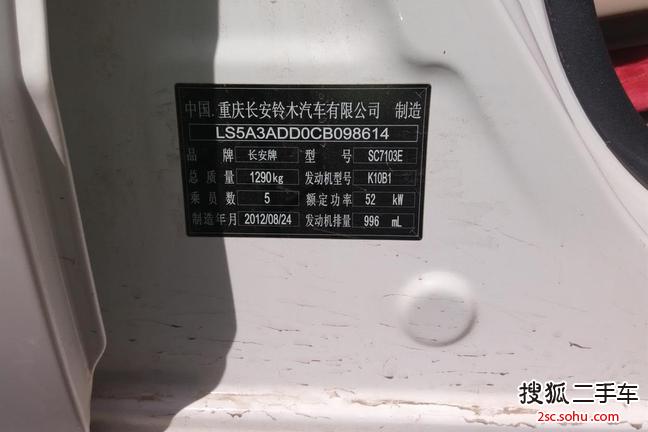 中国 重庆长安铃木汽车有限公司 制造
LS5A3ADD0CB098614
品牌 长安牌 型号 SC7103E
总质量 1290kg 发动机型号 K10B1
乘员数 5 额定功率 52 kW
制造年月 2012/08/24 发动机排量 996 mL
搜狐二手车
2sc.sohu.com